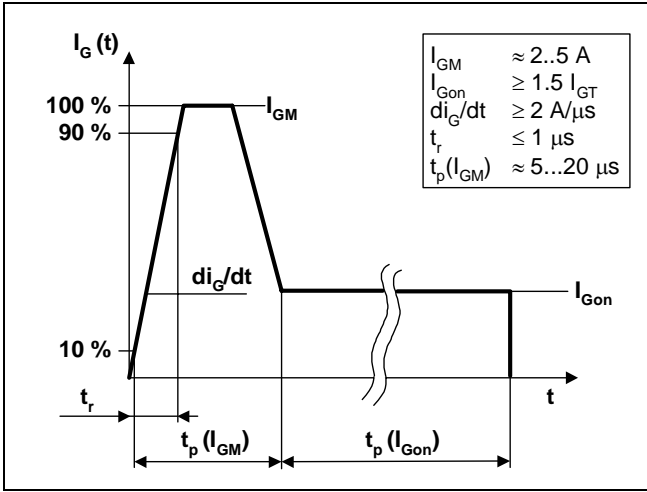 I_G (t)
100 %
90 %
10 %
I_GM
di_G/dt
I_Gon
t
t_r
t_p (I_GM)
t_p (I_Gon)
I_GM ≈ 2..5 A
I_Gon ≥ 1.5 I_GT
di_G/dt ≥ 2 A/μs
t_r ≤ 1 μs
t_p(I_GM) ≈ 5...20 μs